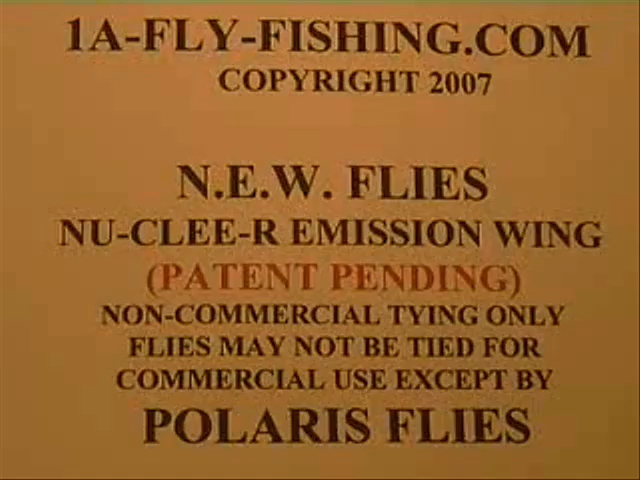 1A-FLY-FISHING.COM
COPYRIGHT 2007
N.E.W. FLIES
NU-CLEE-R EMISSION WING
(PATENT PENDING)
NON-COMMERCIAL TYING ONLY
FLIES MAY NOT BE TIED FOR
COMMERCIAL USE EXCEPT BY
POLARIS FLIES